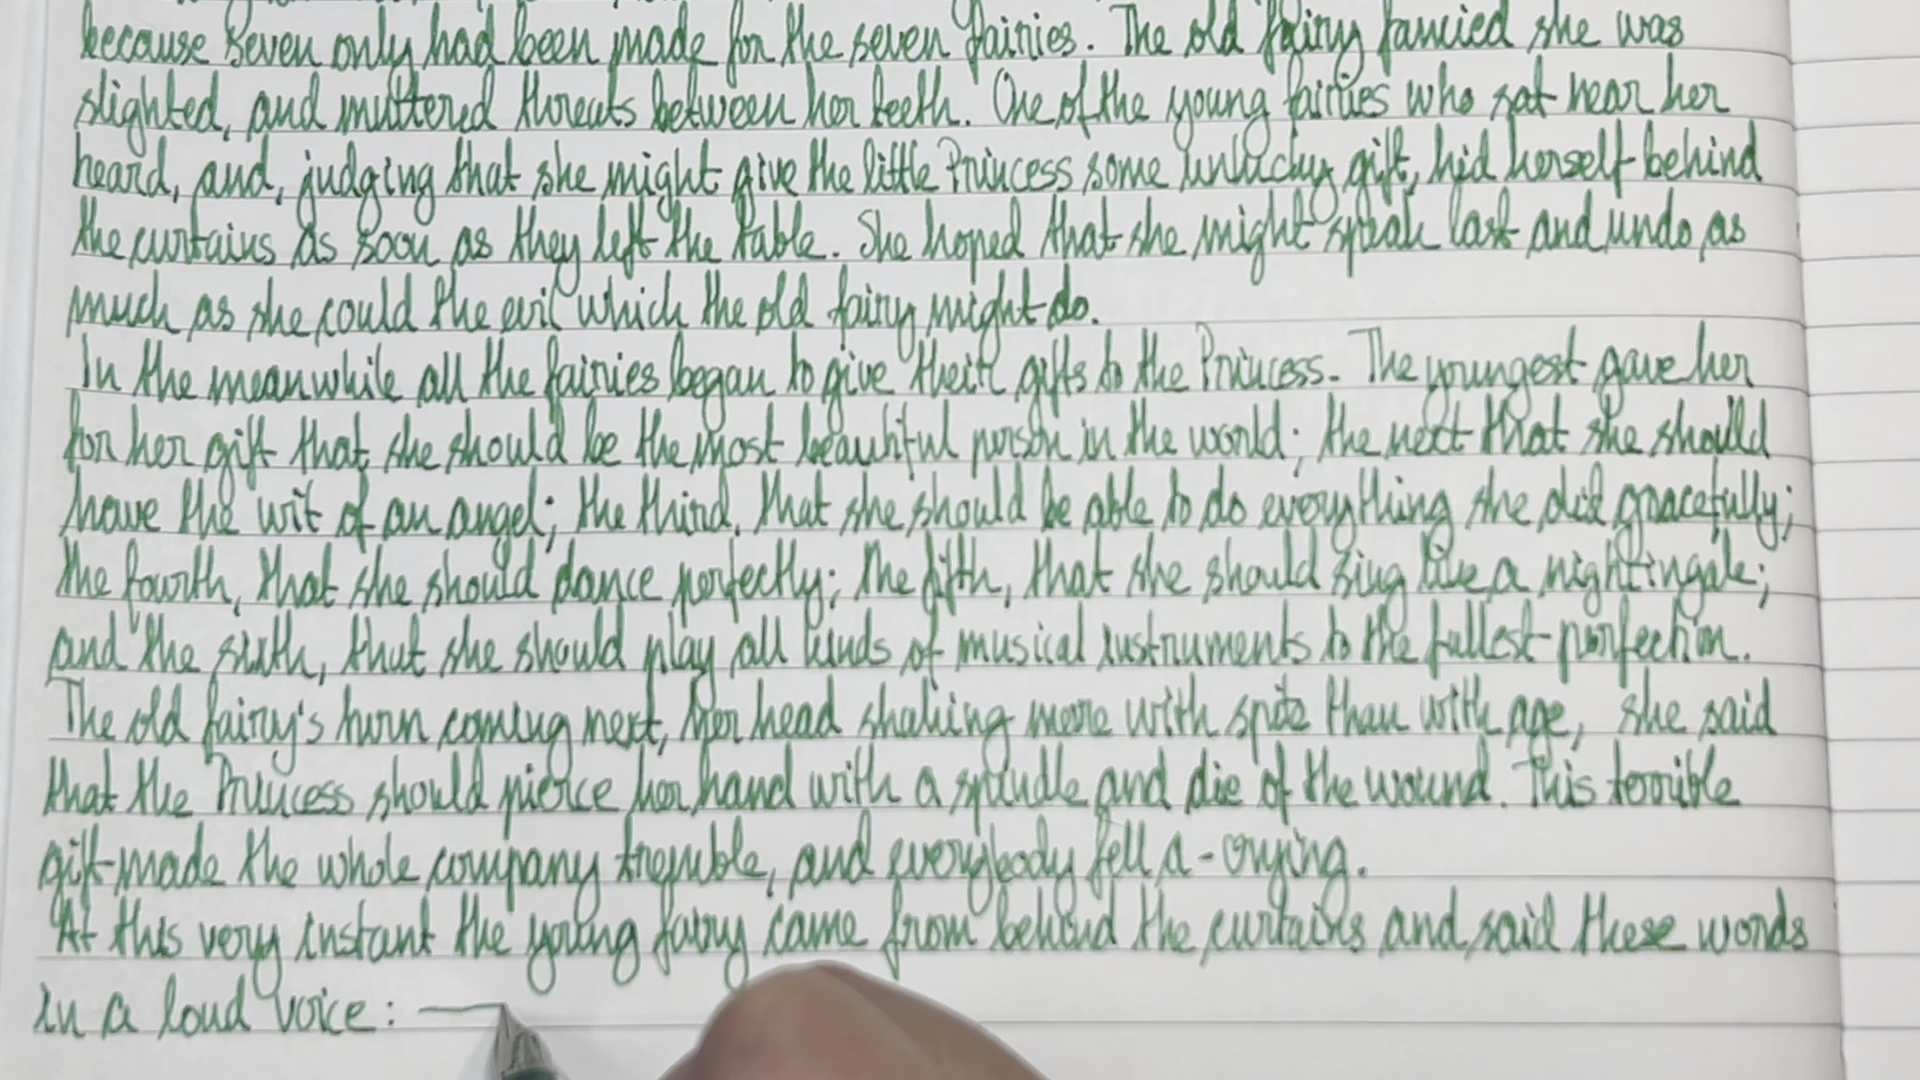 because seven only had been made for the seven fairies. The old fairy fancied she was
slighted, and muttered threats between her teeth. One of the young fairies who sat near her
heard, and, judging that she might give the little Princess some unlucky gift, hid herself behind
the curtains as soon as they left the table. She hoped that she might speak last and undo as
much as she could the evil which the old fairy might do.
In the meanwhile all the fairies began to give their gifts to the Princess. The youngest gave her
for her gift that she should be the most beautiful person in the world; the next that she should
have the wit of an angel; the third, that she should be able to do everything she did gracefully;
the fourth, that she should dance perfectly; the fifth, that she should sing like a nightingale;
and the sixth, that she should play all kinds of musical instruments to the fullest perfection.
The old fairy's turn coming next, her head shaking more with spite than with age, she said
that the Princess should pierce her hand with a spindle and die of the wound. This terrible
gift made the whole company tremble, and everybody fell a-crying.
At this very instant the young fairy came from behind the curtains and said these words
in a loud voice: —